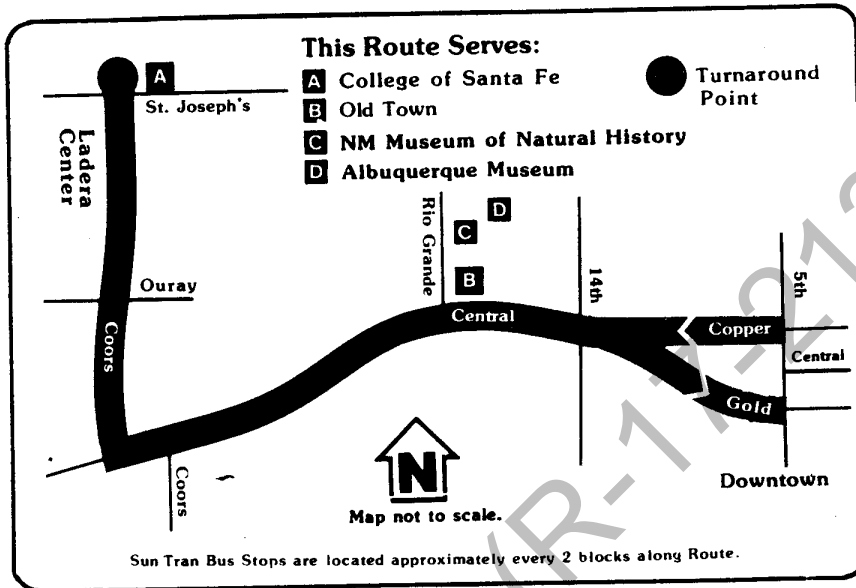 This Route Serves:
A College of Santa Fe
B Old Town
C NM Museum of Natural History
D Albuquerque Museum
Turnaround
Point
A
St. Joseph's
Ladera
Center
Ouray
Coors
Coors
Rio Grande
D
C
B
Central
14th
5th
Copper
Central
Gold
Downtown
N
Map not to scale.
Sun Tran Bus Stops are located approximately every 2 blocks along Route.